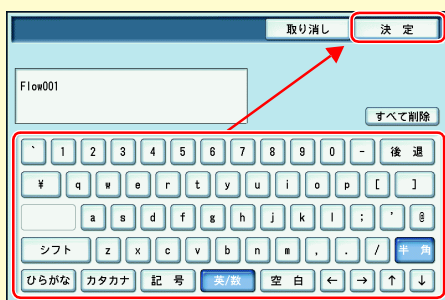 取り消し 決 定
Flow001
すべて削除
` 1 2 3 4 5 6 7 8 9 0 - 後 退
¥ q w e r t y u i o p [ ]
a s d f g h j k l ; ' @
シフト z x c v b n m , . / 半 角
ひらがな カタカナ 記 号 英/数 空 白 ← → ↑ ↓